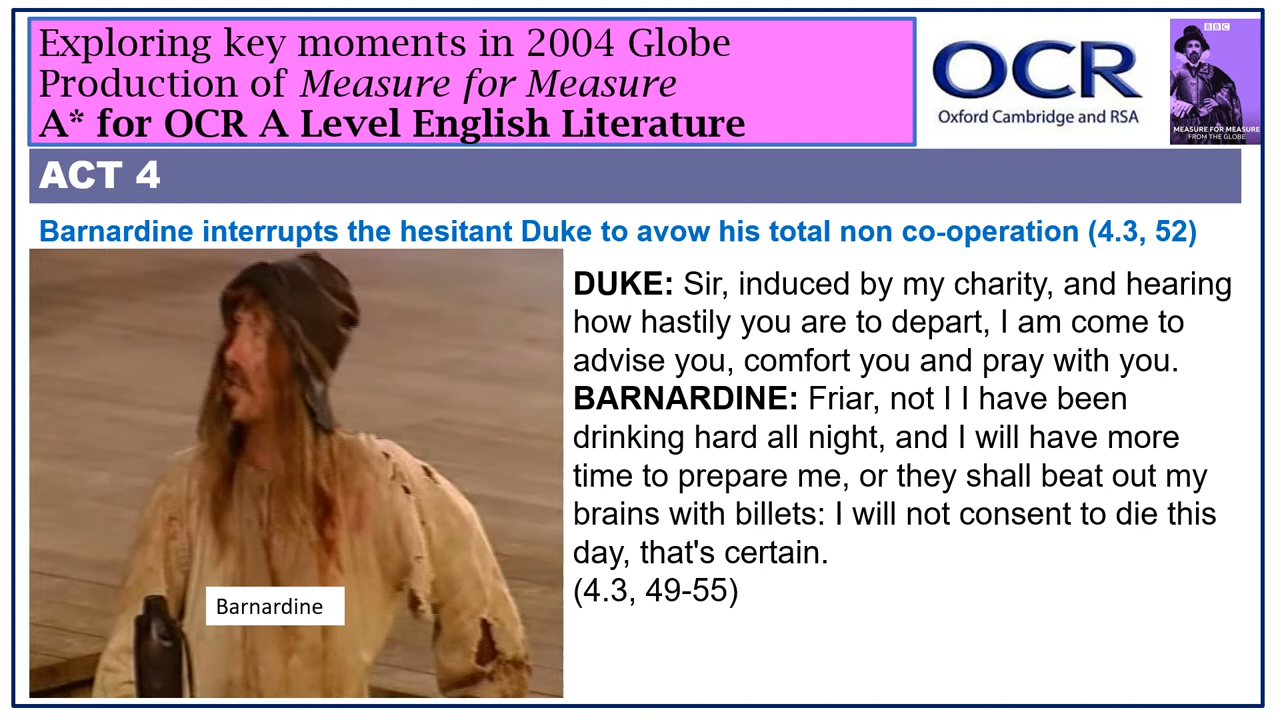 Exploring key moments in 2004 Globe
Production of Measure for Measure
A* for OCR A Level English Literature
OCR
Oxford Cambridge and RSA
BBC
MEASURE FOR MEASURE
FROM THE GLOBE
ACT 4
Barnardine interrupts the hesitant Duke to avow his total non co-operation (4.3, 52)
DUKE: Sir, induced by my charity, and hearing
how hastily you are to depart, I am come to
advise you, comfort you and pray with you.
BARNARDINE: Friar, not I I have been
drinking hard all night, and I will have more
time to prepare me, or they shall beat out my
brains with billets: I will not consent to die this
day, that's certain.
(4.3, 49-55)
Barnardine